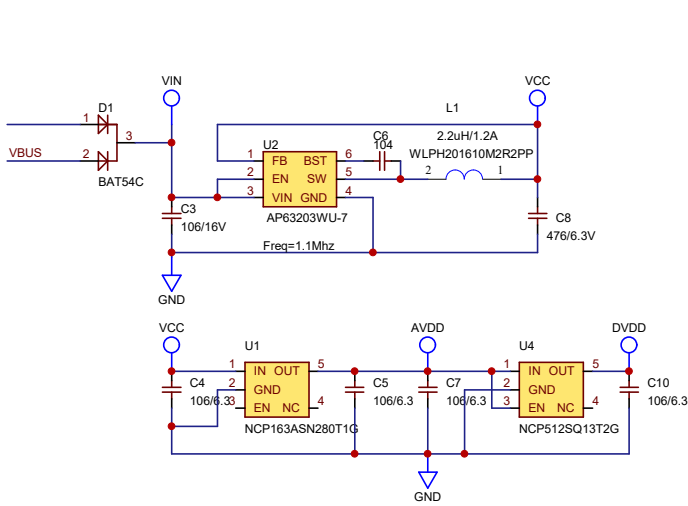 VIN
VCC
D1
L1
1
3
VBUS
2
BAT54C
U2
C6
104
2.2uH/1.2A
WLPH201610M2R2PP
1 FB BST 6
2 EN SW 5
3 VIN GND 4
2
1
AP63203WU-7
C3
106/16V
C8
476/6.3V
Freq=1.1Mhz
GND
VCC
AVDD
DVDD
U1
U4
1 IN OUT 5
2 GND
3 EN NC 4
1 IN OUT 5
2 GND
3 EN NC 4
C4
106/6.3
C5
106/6.3
C7
106/6.3
C10
106/6.3
NCP163ASN280T1G
NCP512SQ13T2G
GND